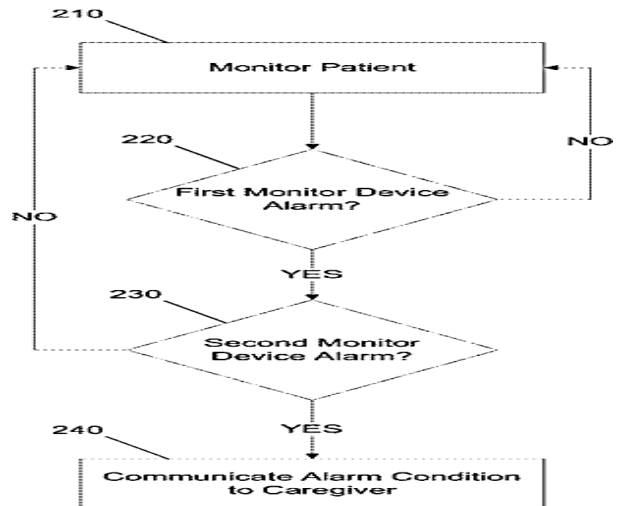 210
Monitor Patient
220
NO
First Monitor Device
Alarm?
NO
YES
230
Second Monitor
Device Alarm?
YES
240
Communicate Alarm Condition
to Caregiver